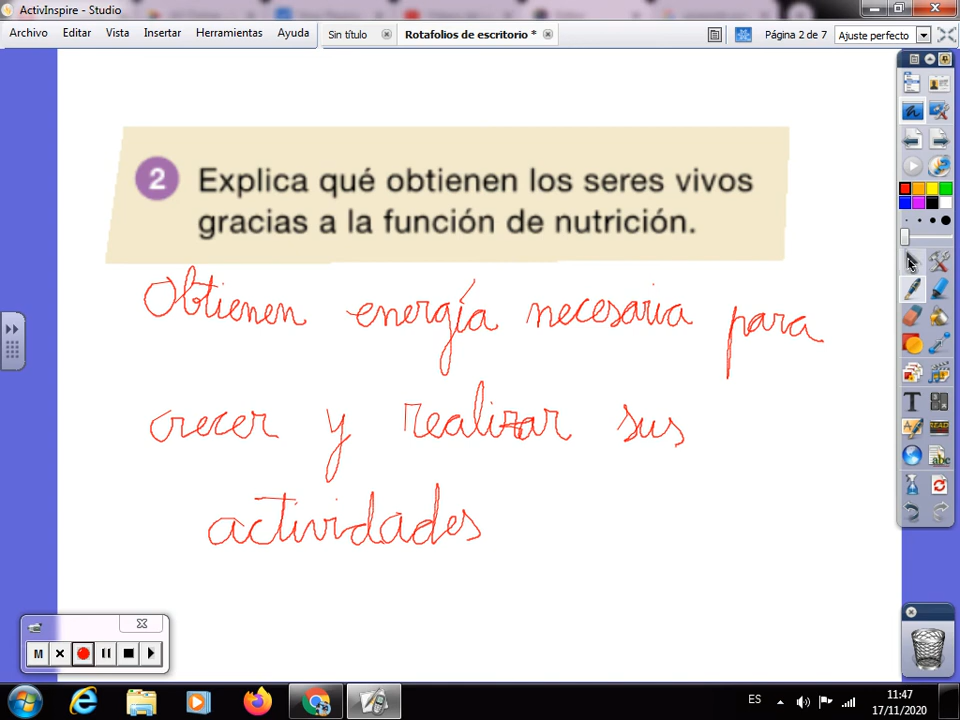 ActivInspire - Studio
Archivo Editar Vista Insertar Herramientas Ayuda
Sin título
Rotafolios de escritorio *
Página 2 de 7
Ajuste perfecto
2 Explica qué obtienen los seres vivos
gracias a la función de nutrición.
Obtienen energía necesaria para
crecer y realizar sus
actividades
M
T
READ
abc
ES
11:47
17/11/2020